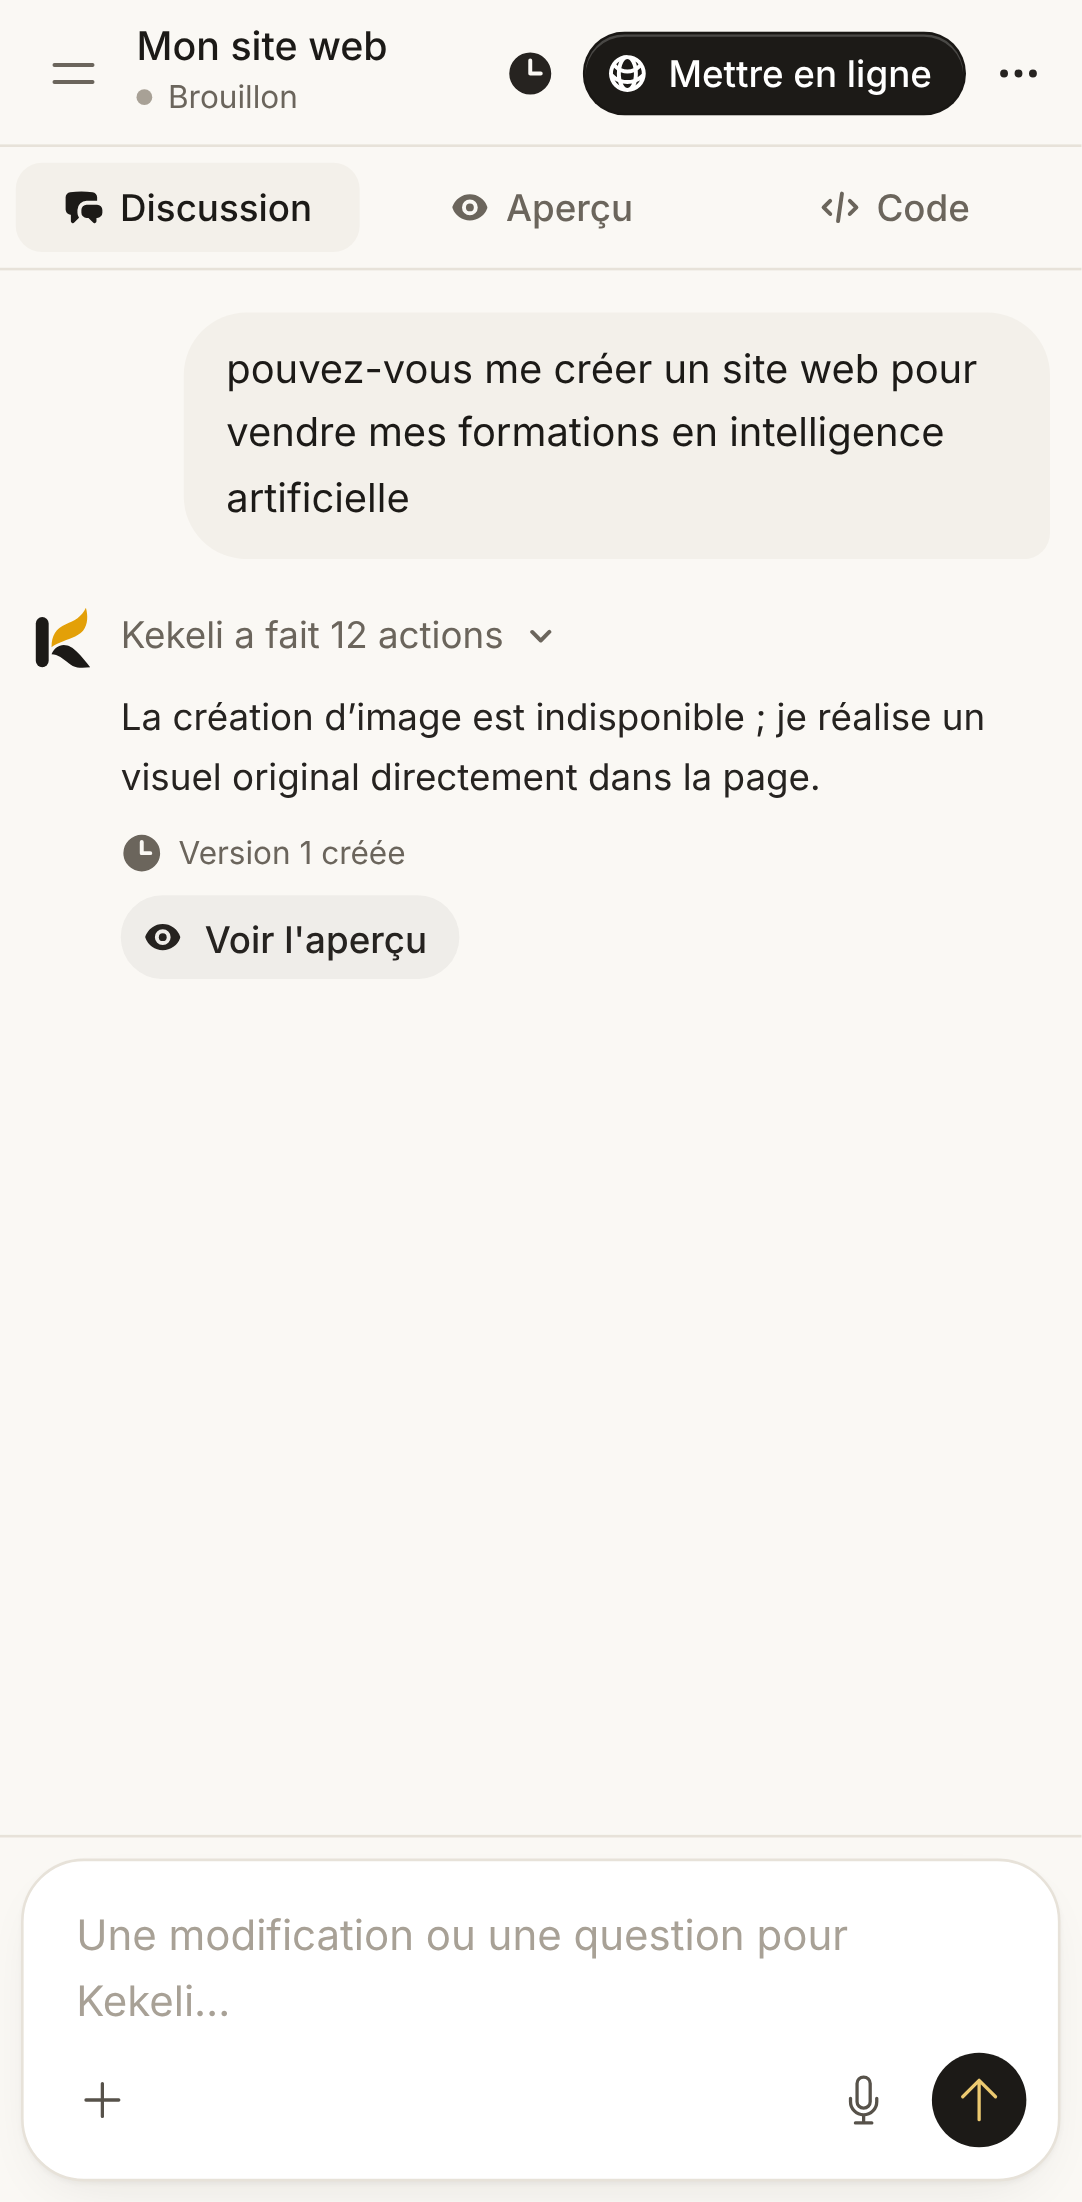 Mon site web
Brouillon
Mettre en ligne
Discussion
Aperçu
Code
pouvez-vous me créer un site web pour
vendre mes formations en intelligence
artificielle
Kekeli a fait 12 actions
La création d’image est indisponible ; je réalise un
visuel original directement dans la page.
Version 1 créée
Voir l'aperçu
Une modification ou une question pour
Kekeli...